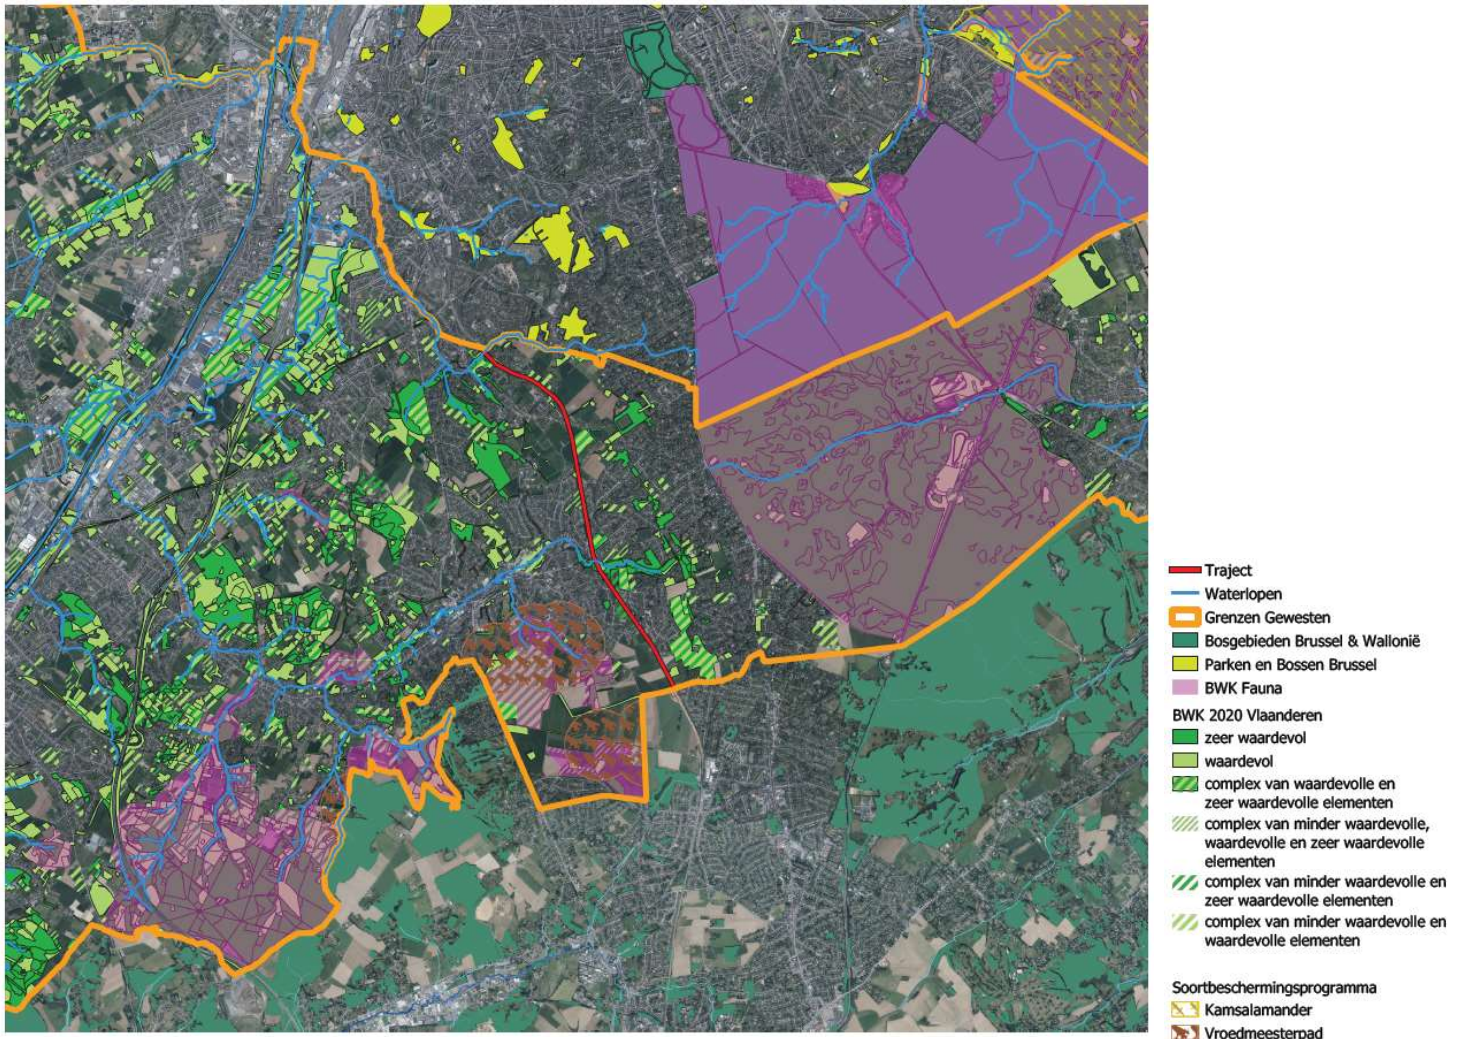 Traject
Waterlopen
Grenzen Gewesten
Bosgebieden Brussel & Wallonië
Parken en Bossen Brussel
BWK Fauna
BWK 2020 Vlaanderen
zeer waardevol
waardevol
complex van waardevolle en
zeer waardevolle elementen
complex van minder waardevolle,
waardevolle en zeer waardevolle
elementen
complex van minder waardevolle en
zeer waardevolle elementen
complex van minder waardevolle en
waardevolle elementen
Soortbeschermingsprogramma
Kamsalamander
Vroedmeesterpad